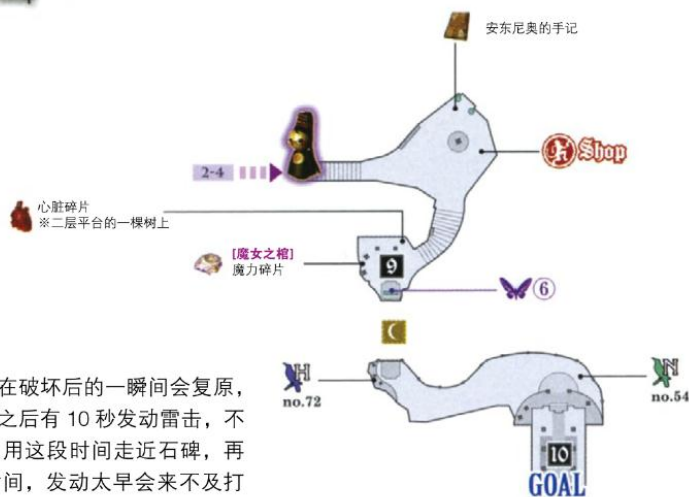 安东尼奥的手记
Shop
2-4
心脏碎片
※二层平台的一棵树上
[魔女之棺]
魔力碎片
9
⑥
H
no.72
N
no.54
10
GOAL
在破坏后的一瞬间会复原，
之后有 10 秒发动雷击，不
用这段时间走近石碑，再
时间，发动太早会来不及打